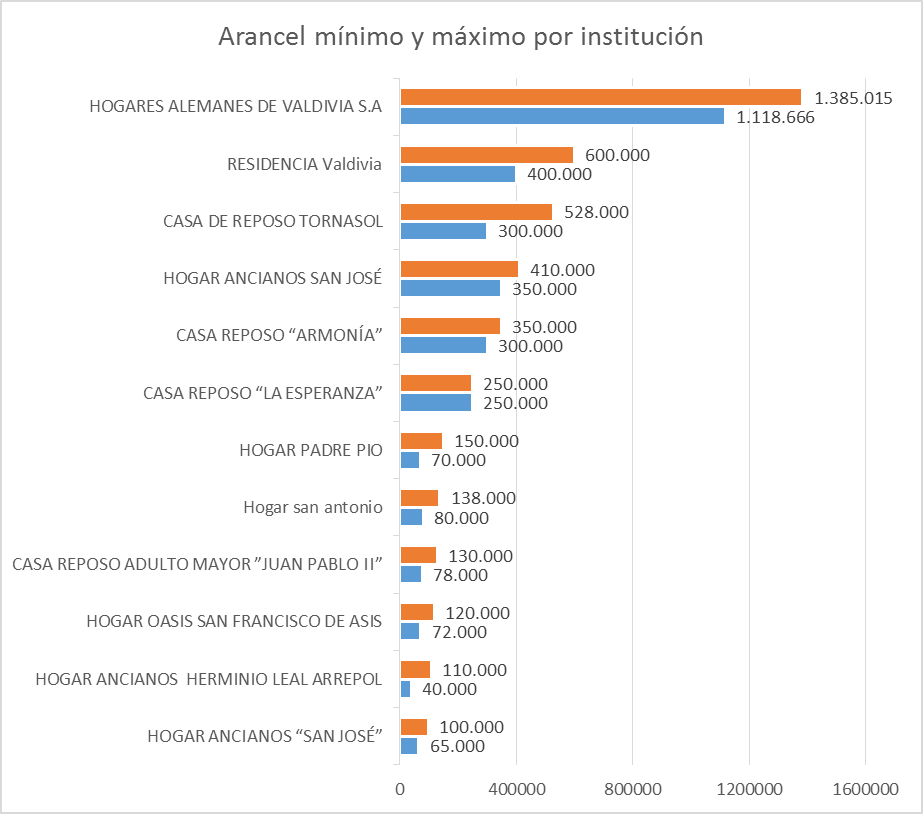 Arancel mínimo y máximo por institución
HOGARES ALEMANES DE VALDIVIA S.A
1.385.015
1.118.666
RESIDENCIA Valdivia
600.000
400.000
CASA DE REPOSO TORNASOL
528.000
300.000
HOGAR ANCIANOS SAN JOSÉ
410.000
350.000
CASA REPOSO “ARMONÍA”
350.000
300.000
CASA REPOSO “LA ESPERANZA”
250.000
250.000
HOGAR PADRE PIO
150.000
70.000
Hogar san antonio
138.000
80.000
CASA REPOSO ADULTO MAYOR ”JUAN PABLO II”
130.000
78.000
HOGAR OASIS SAN FRANCISCO DE ASIS
120.000
72.000
HOGAR ANCIANOS  HERMINIO LEAL ARREPOL
110.000
40.000
HOGAR ANCIANOS “SAN JOSÉ”
100.000
65.000
0 400000 800000 1200000 1600000